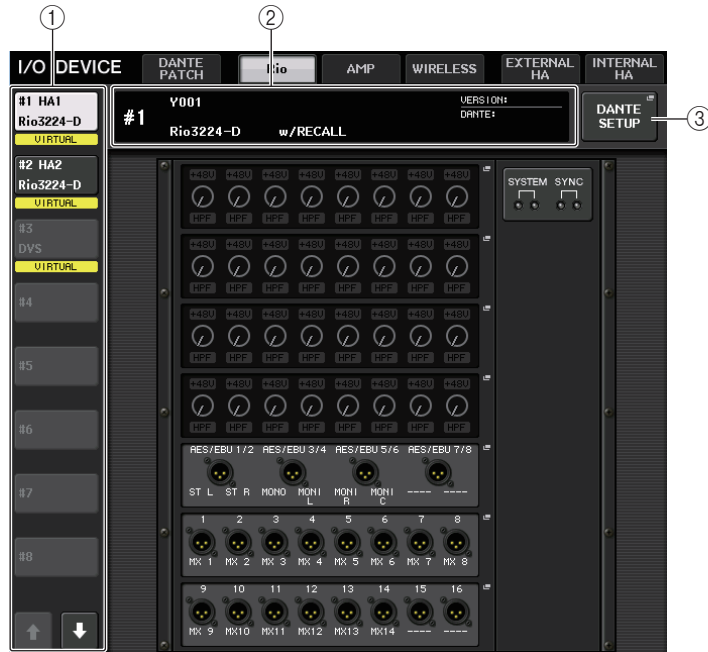 ① ②
I/O DEVICE DANTE PATCH Rio AMP WIRELESS EXTERNAL HA INTERNAL HA
#1 HA1
Rio3224-D
VIRTUAL
#2 HA2
Rio3224-D
VIRTUAL
#3
DVS
VIRTUAL
#4
#5
#6
#7
#8
#1 Y001 VERSION:
DANTE:
Rio3224-D w/RECALL
DANTE SETUP
③
+48V +48V +48V +48V +48V +48V +48V +48V
HPF HPF HPF HPF HPF HPF HPF HPF
+48V +48V +48V +48V +48V +48V +48V +48V
HPF HPF HPF HPF HPF HPF HPF HPF
+48V +48V +48V +48V +48V +48V +48V +48V
HPF HPF HPF HPF HPF HPF HPF HPF
+48V +48V +48V +48V +48V +48V +48V +48V
HPF HPF HPF HPF HPF HPF HPF HPF
SYSTEM SYNC
AES/EBU 1/2 AES/EBU 3/4 AES/EBU 5/6 AES/EBU 7/8
ST L ST R MONO MONI L MONI R MONI C ---- ----
1 2 3 4 5 6 7 8
MX 1 MX 2 MX 3 MX 4 MX 5 MX 6 MX 7 MX 8
9 10 11 12 13 14 15 16
MX 9 MX10 MX11 MX12 MX13 MX14 ---- ----